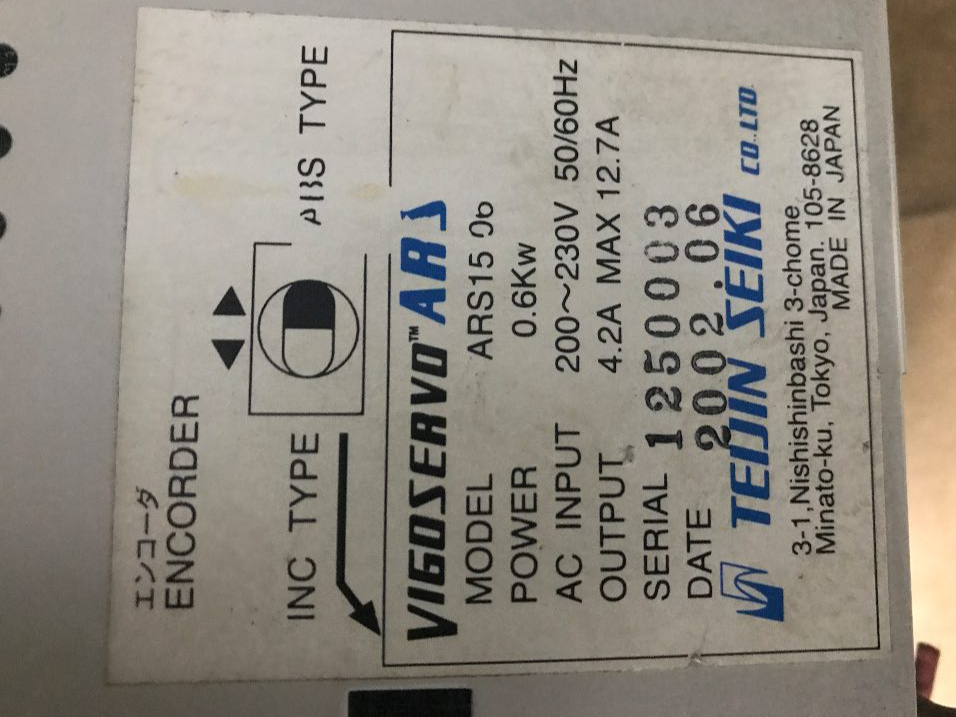 エンコーダ
ENCORDER
INC TYPE
ABS TYPE
VIGOSERVO™ ARS
MODEL ARS15 06
POWER 0.6Kw
AC INPUT 200～230V 50/60Hz
OUTPUT 4.2A MAX 12.7A
SERIAL 1250003
DATE 2002.06
TEIJIN SEIKI CO.,LTD.
3-1,Nishishinbashi 3-chome,
Minato-ku, Tokyo, Japan. 105-8628
MADE IN JAPAN